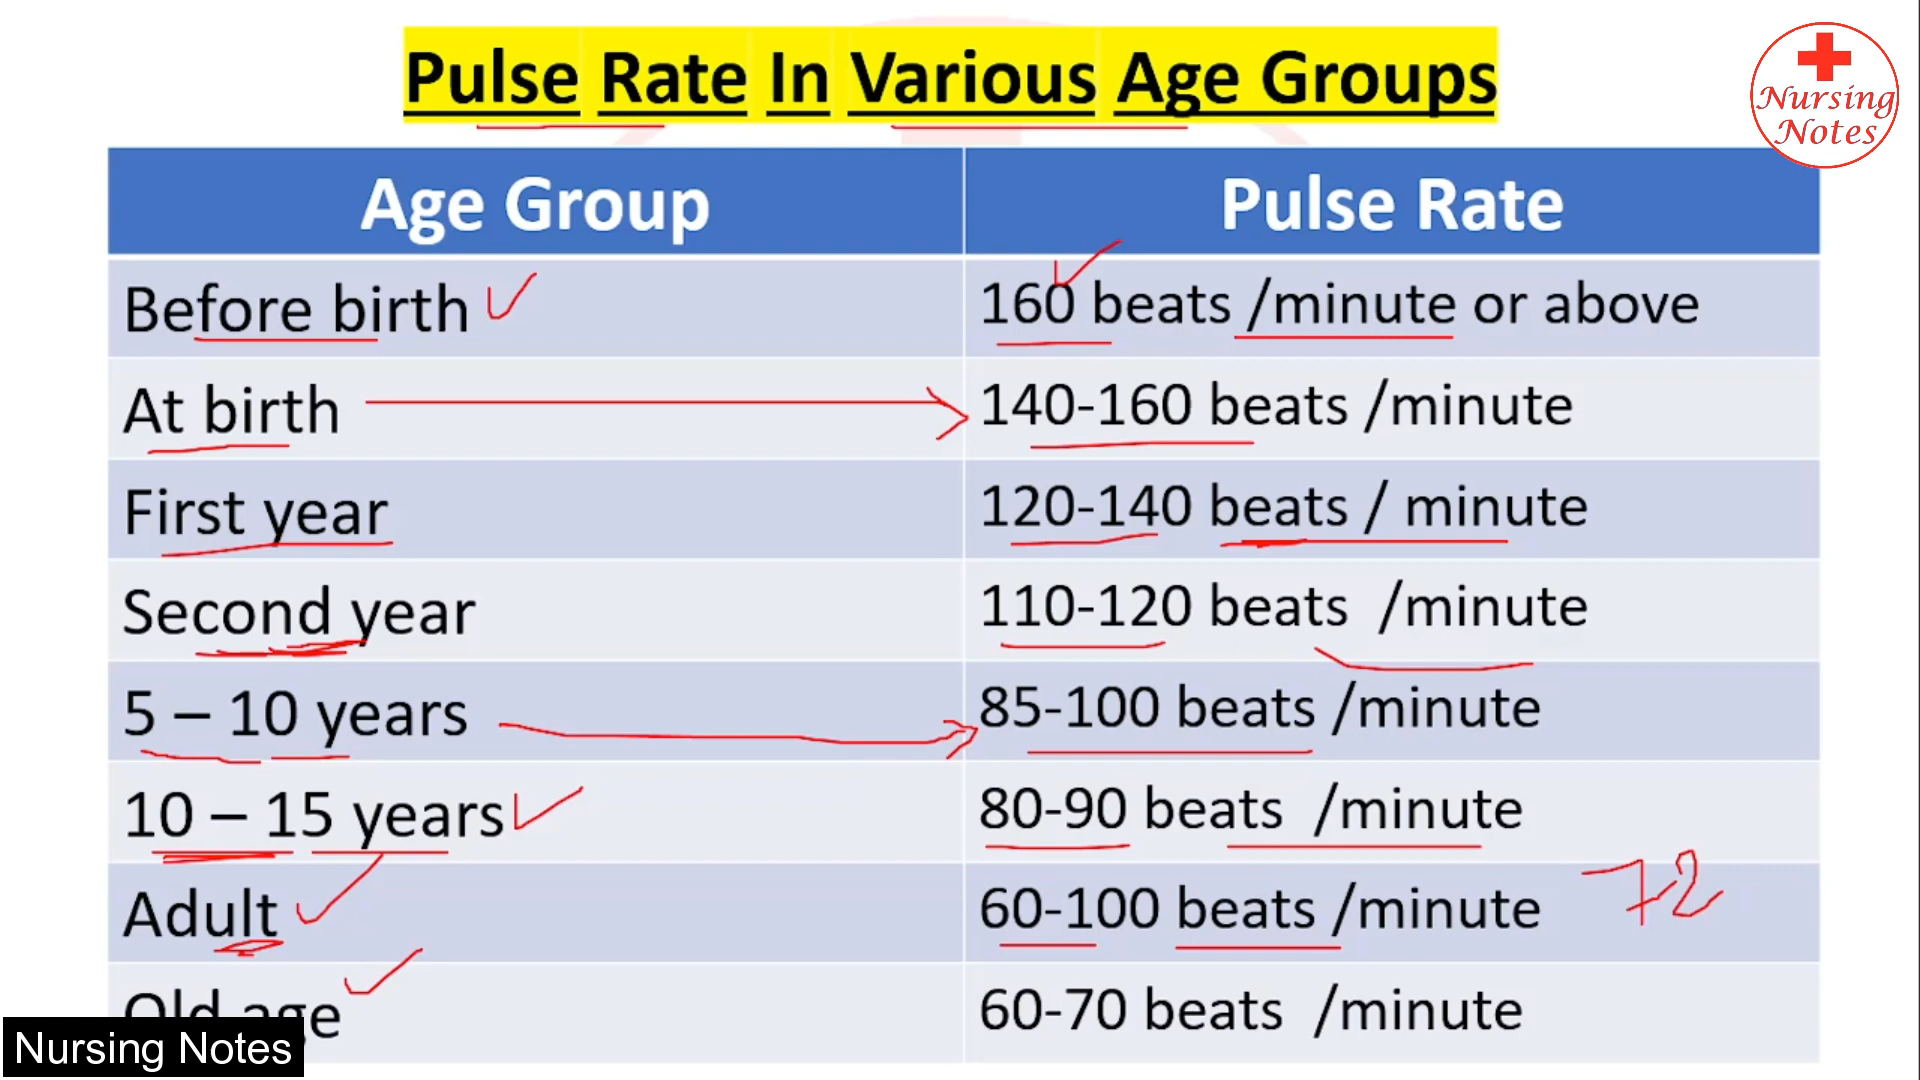 Pulse Rate In Various Age Groups
Nursing
Notes
Age Group Pulse Rate
Before birth 160 beats /minute or above
At birth 140-160 beats /minute
First year 120-140 beats / minute
Second year 110-120 beats /minute
5 – 10 years 85-100 beats /minute
10 – 15 years 80-90 beats /minute
Adult 60-100 beats /minute 72
Old age 60-70 beats /minute
Nursing Notes